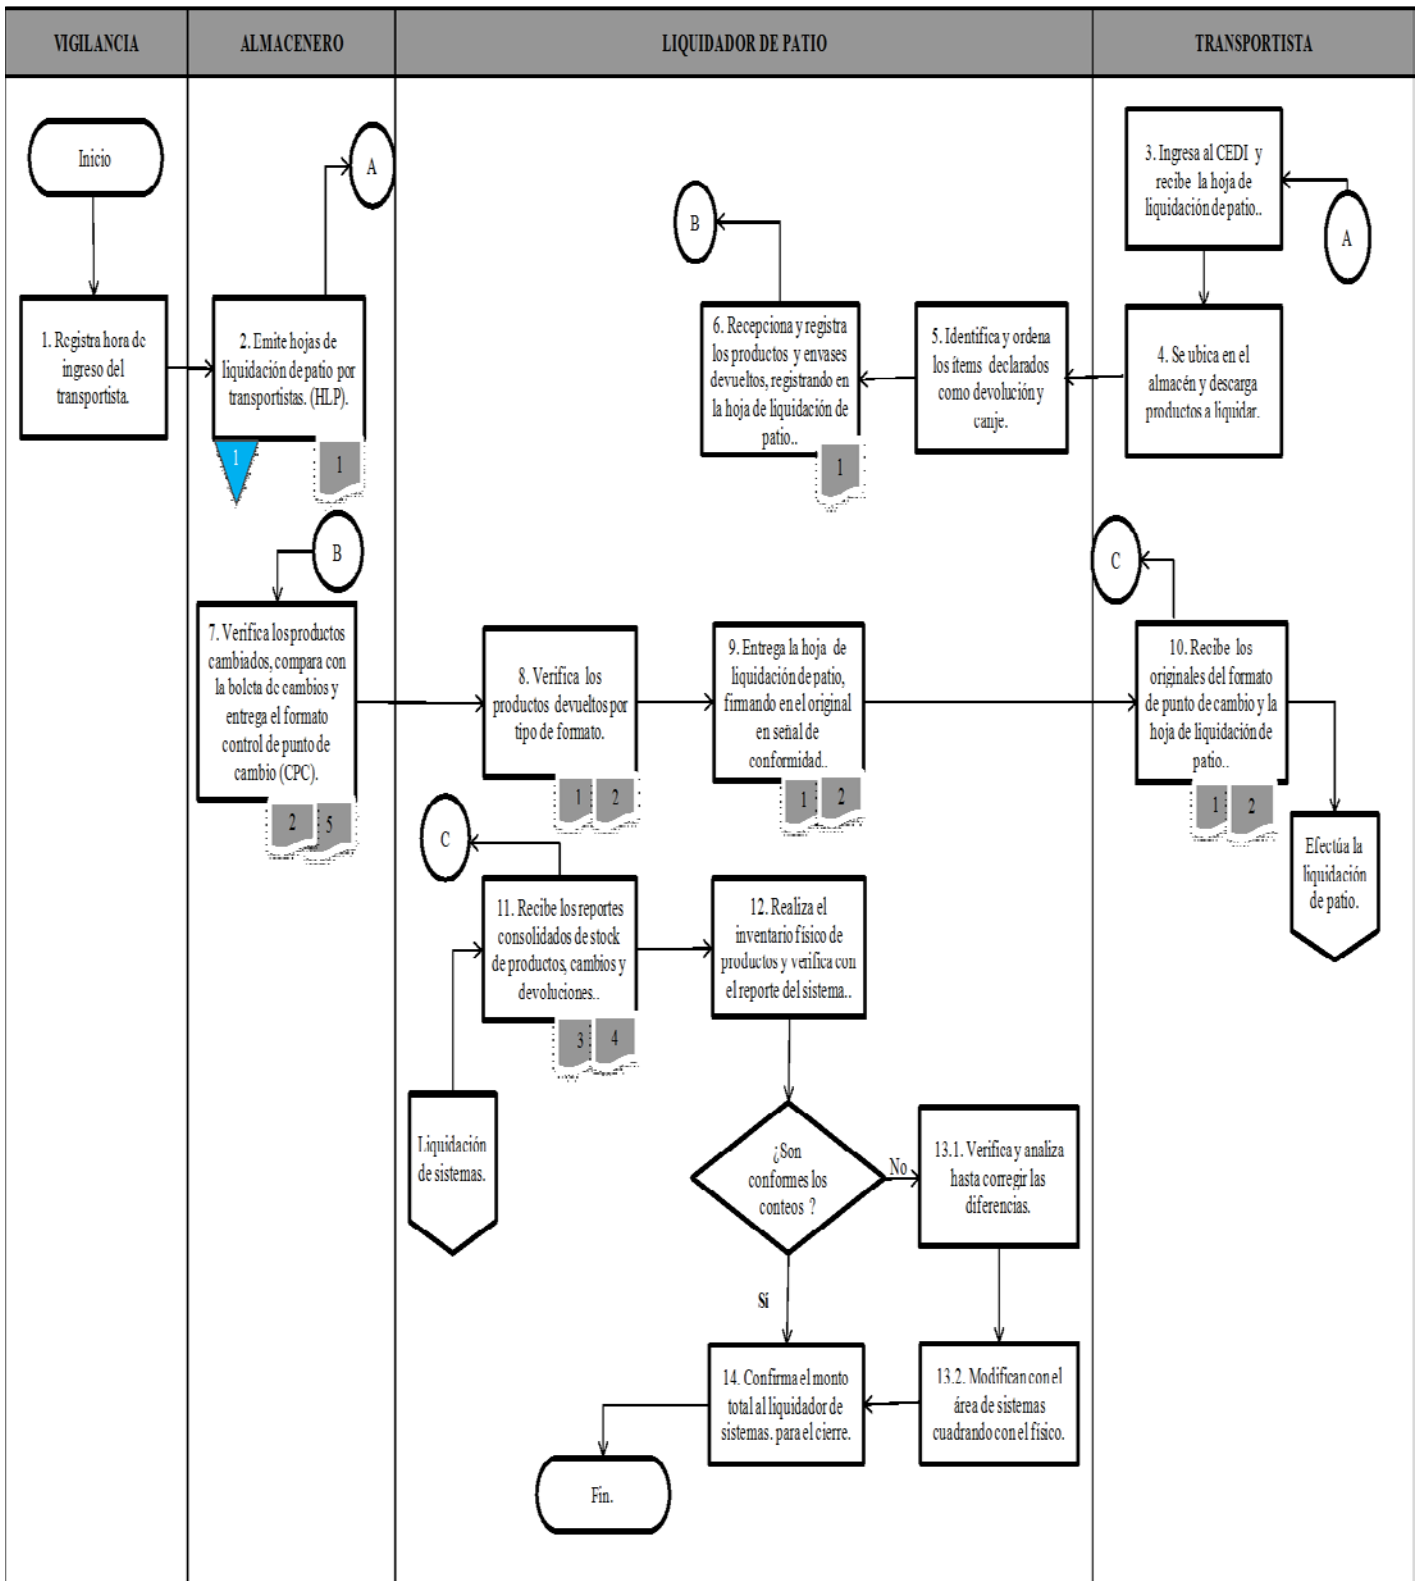 VIGILANCIA
ALMACENERO
LIQUIDADOR DE PATIO
TRANSPORTISTA
Inicio
A
B
3. Ingresa al CEDI y
recibe la hoja de
liquidación de patio..
A
1. Registra hora de
ingreso del
transportista.
2. Emite hojas de
liquidación de patio por
transportistas. (HLP).
1
1
6. Recepciona y registra
los productos y envases
devueltos, registrando en
la hoja de liquidación de
patio..
1
5. Identifica y ordena
los ítems declarados
como devolución y
canje.
4. Se ubica en el
almacén y descarga
productos a liquidar.
B
C
7. Verifica los productos
cambiados, compara con
la boleta de cambios y
entrega el formato
control de punto de
cambio (CPC).
2
5
8. Verifica los
productos devueltos por
tipo de formato.
1
2
9. Entrega la hoja de
liquidación de patio,
firmando en el original
en señal de
conformidad..
1
2
10. Recibe los
originales del formato
de punto de cambio y la
hoja de liquidación de
patio..
1
2
Efectúa la
liquidación
de patio.
C
11. Recibe los reportes
consolidados de stock
de productos, cambios y
devoluciones..
3
4
12. Realiza el
inventario físico de
productos y verifica con
el reporte del sistema..
Liquidación
de sistemas.
¿Son
conformes los
conteos ?
No
Sí
13.1. Verifica y analiza
hasta corregir las
diferencias.
14. Confirma el monto
total al liquidador de
sistemas. para el cierre.
13.2. Modifican con el
área de sistemas
cuadrando con el físico.
Fin.